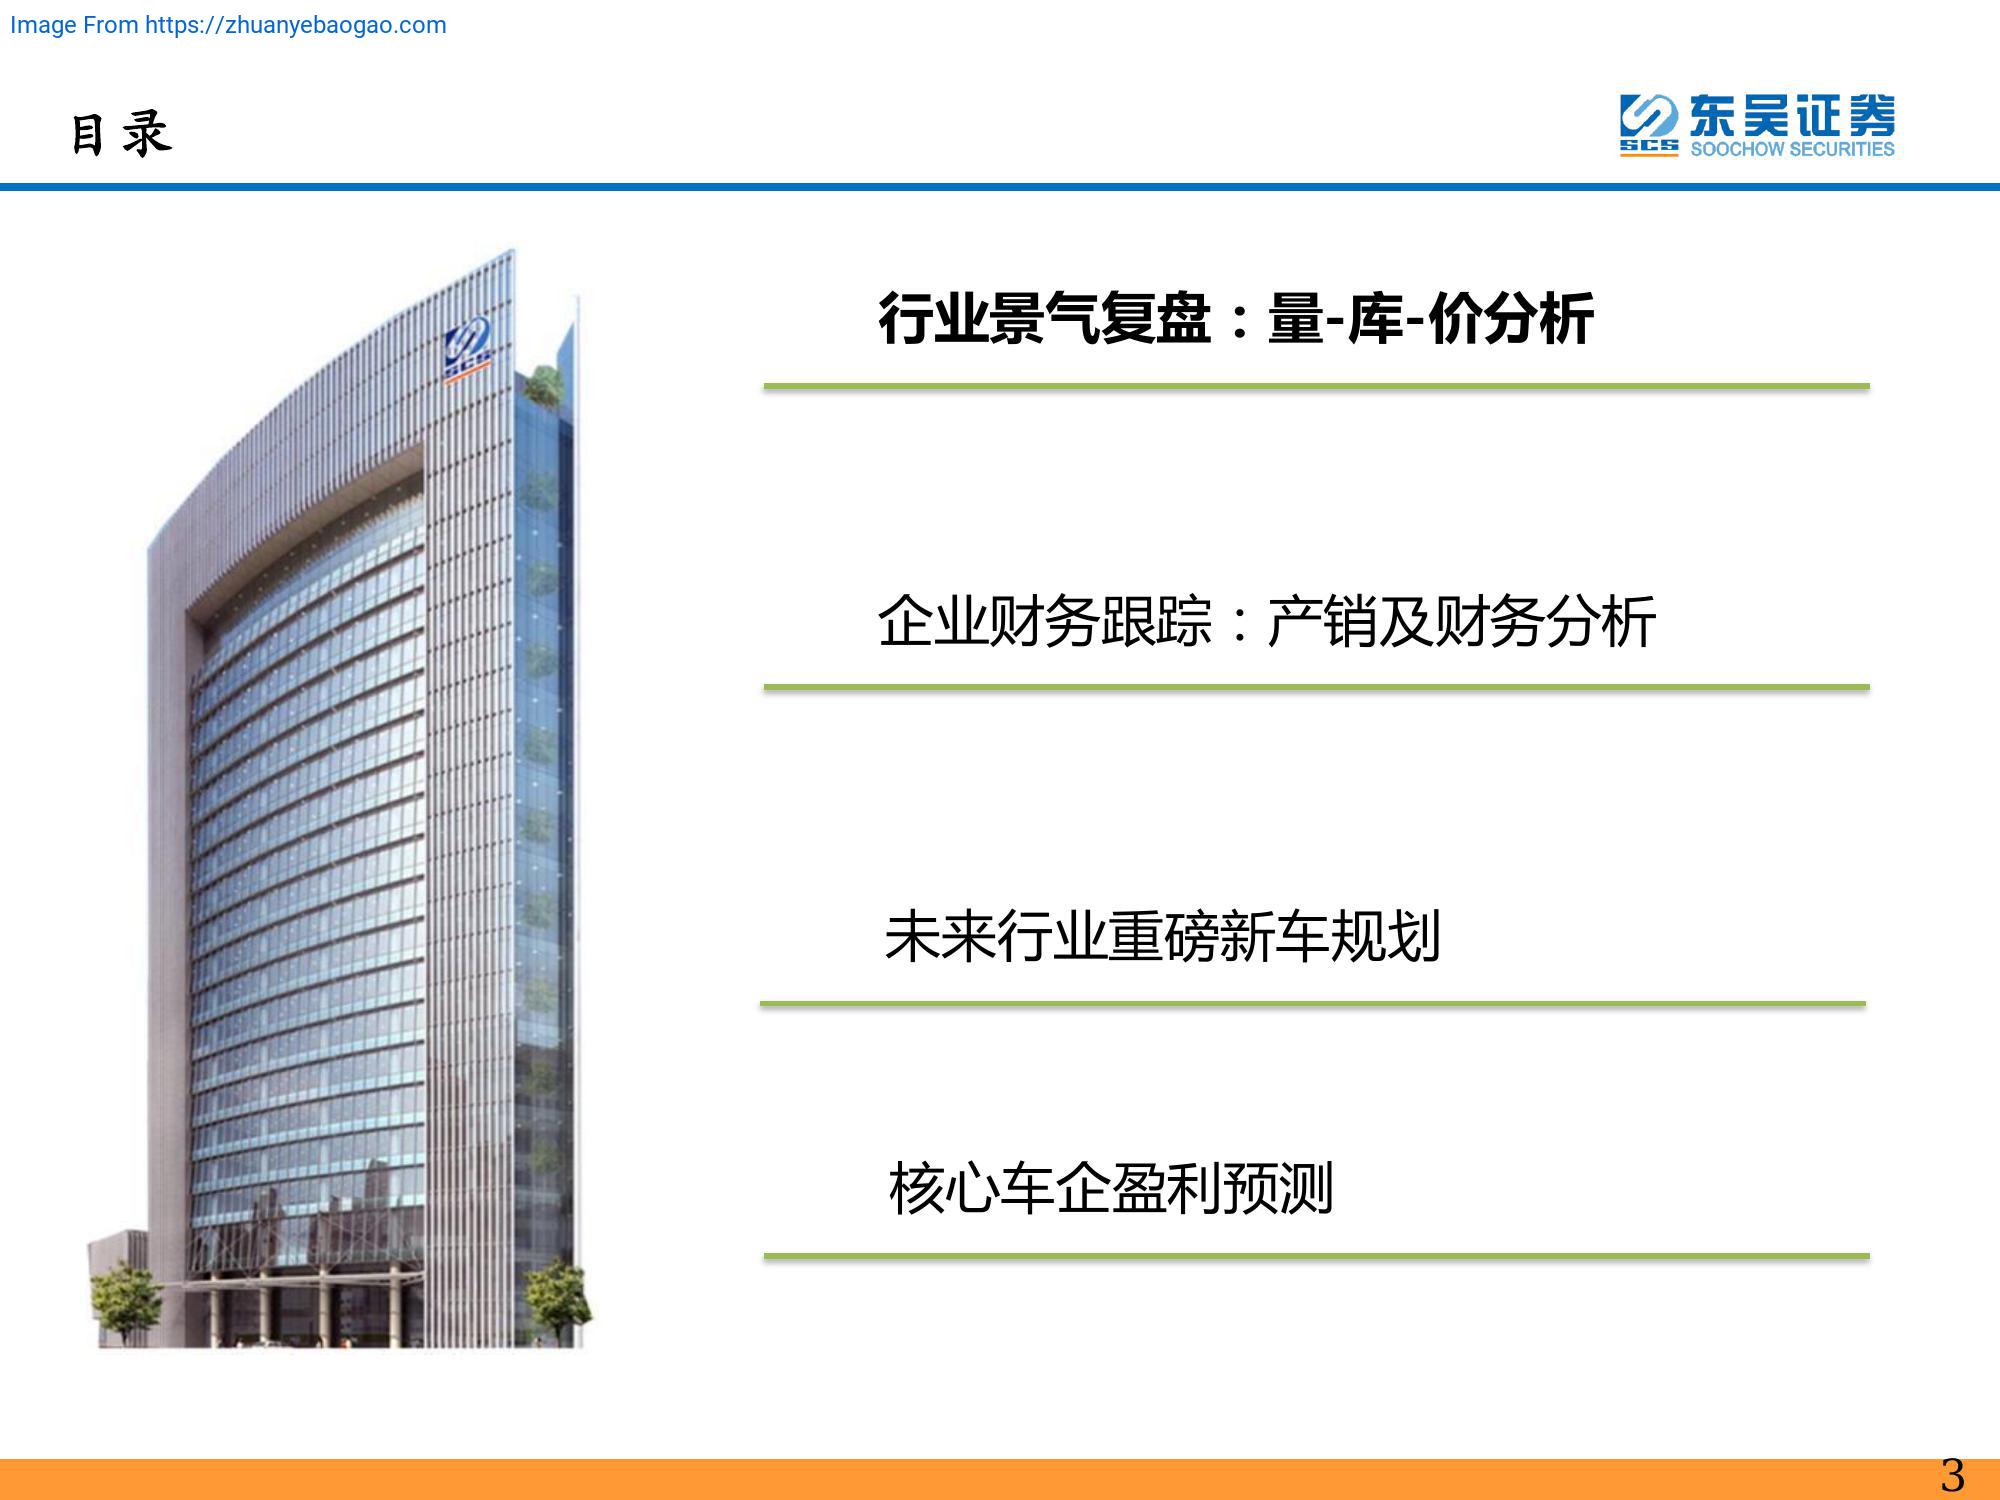 Image From https://zhuanyebaogao.com
目录
东吴证券
SCS
SOOCHOW SECURITIES
SCS
行业景气复盘：量-库-价分析
企业财务跟踪：产销及财务分析
未来行业重磅新车规划
核心车企盈利预测
3